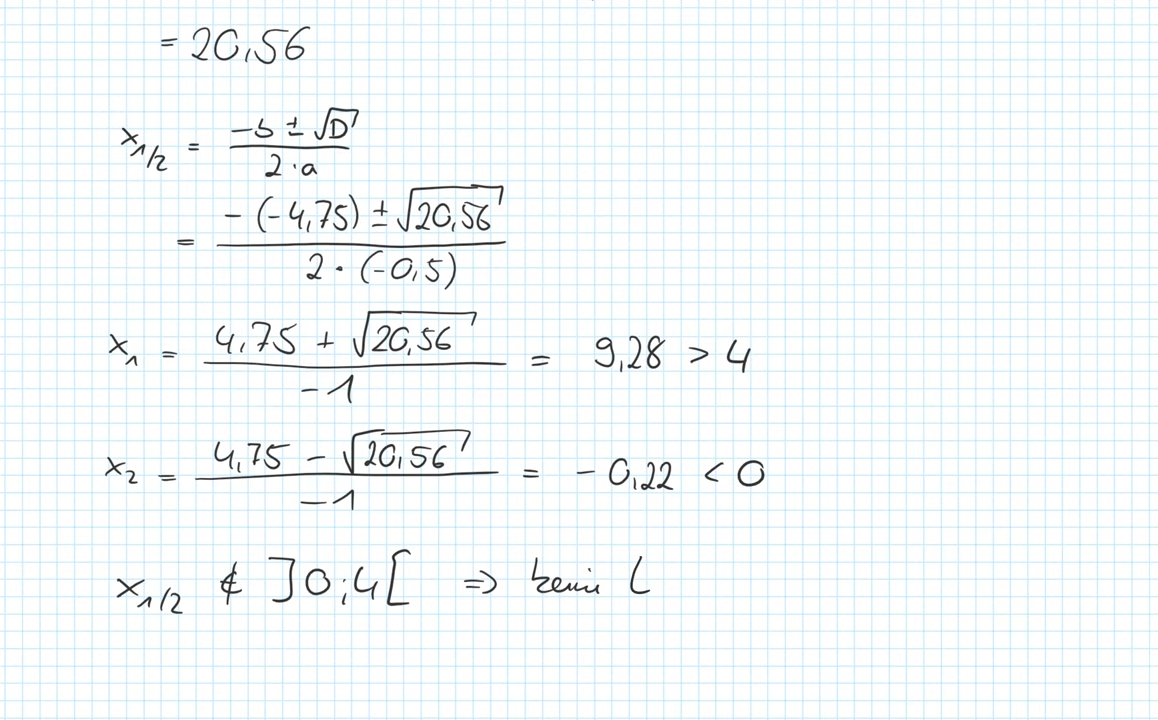 = 20,56
x₁/₂ = (-b ± √D) / (2 · a)
= (- (-4,75) ± √20,56) / (2 · (-0,5))
x₁ = (4,75 + √20,56) / (-1) = 9,28 > 4
x₂ = (4,75 - √20,56) / (-1) = -0,22 < 0
x₁/₂ ∉ ]0;4[ ⇒